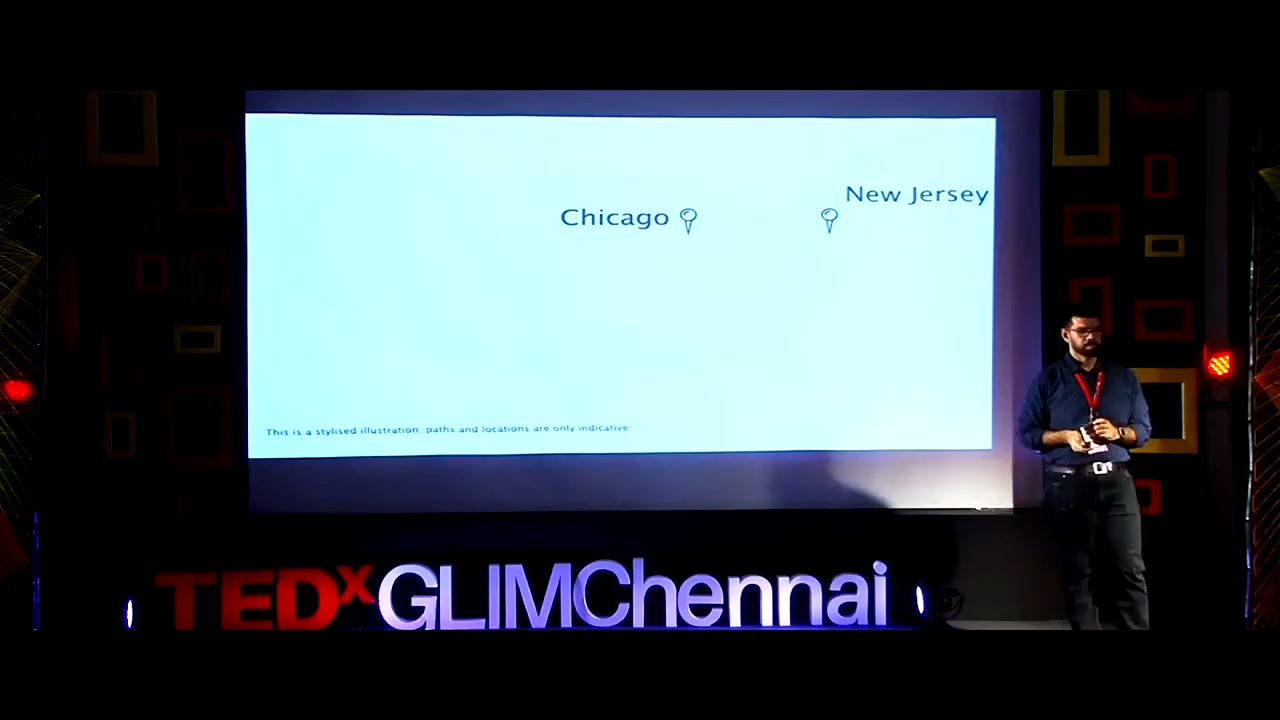 New Jersey
Chicago
This is a stylised illustration: paths and locations are only indicative
TEDxGLIMChennai